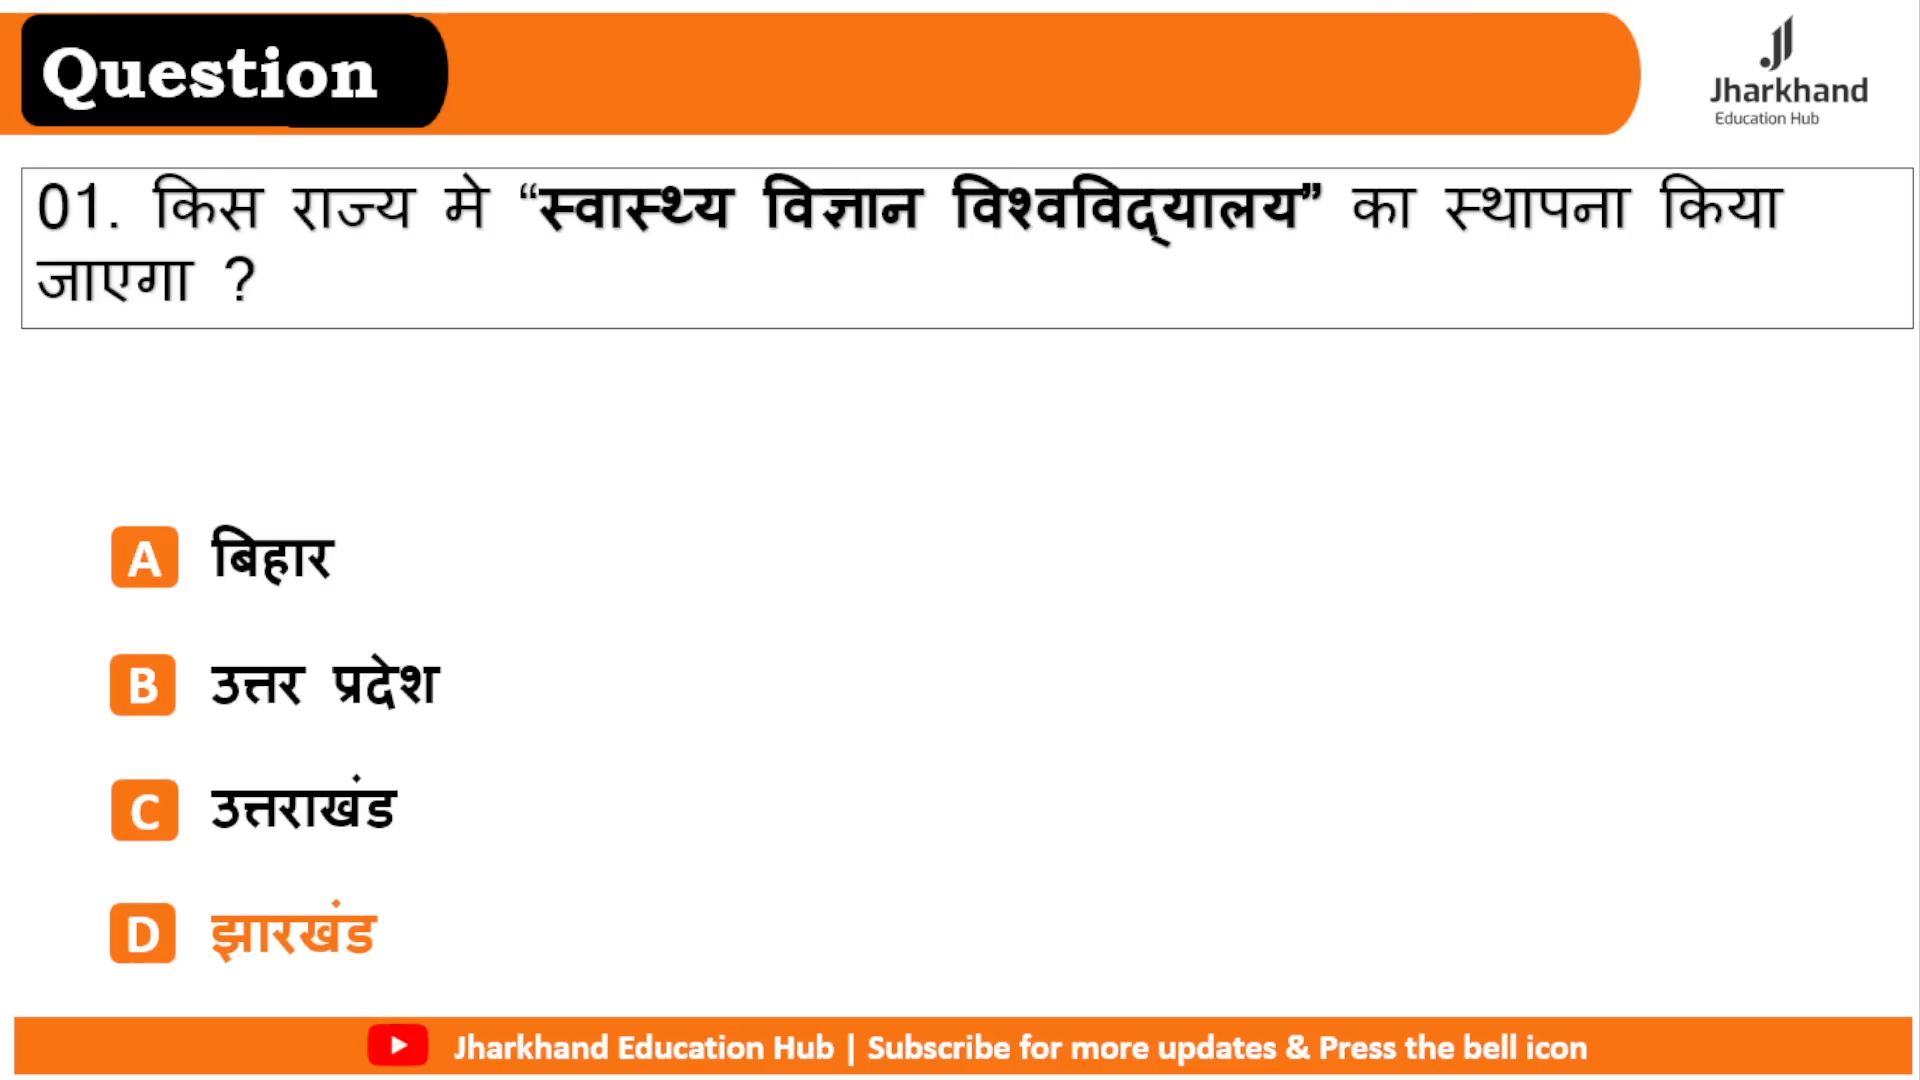 Question
Jharkhand
Education Hub
01. किस राज्य मे “स्वास्थ्य विज्ञान विश्वविद्यालय” का स्थापना किया
जाएगा ?
A बिहार
B उत्तर प्रदेश
C उत्तराखंड
D झारखंड
Jharkhand Education Hub | Subscribe for more updates & Press the bell icon